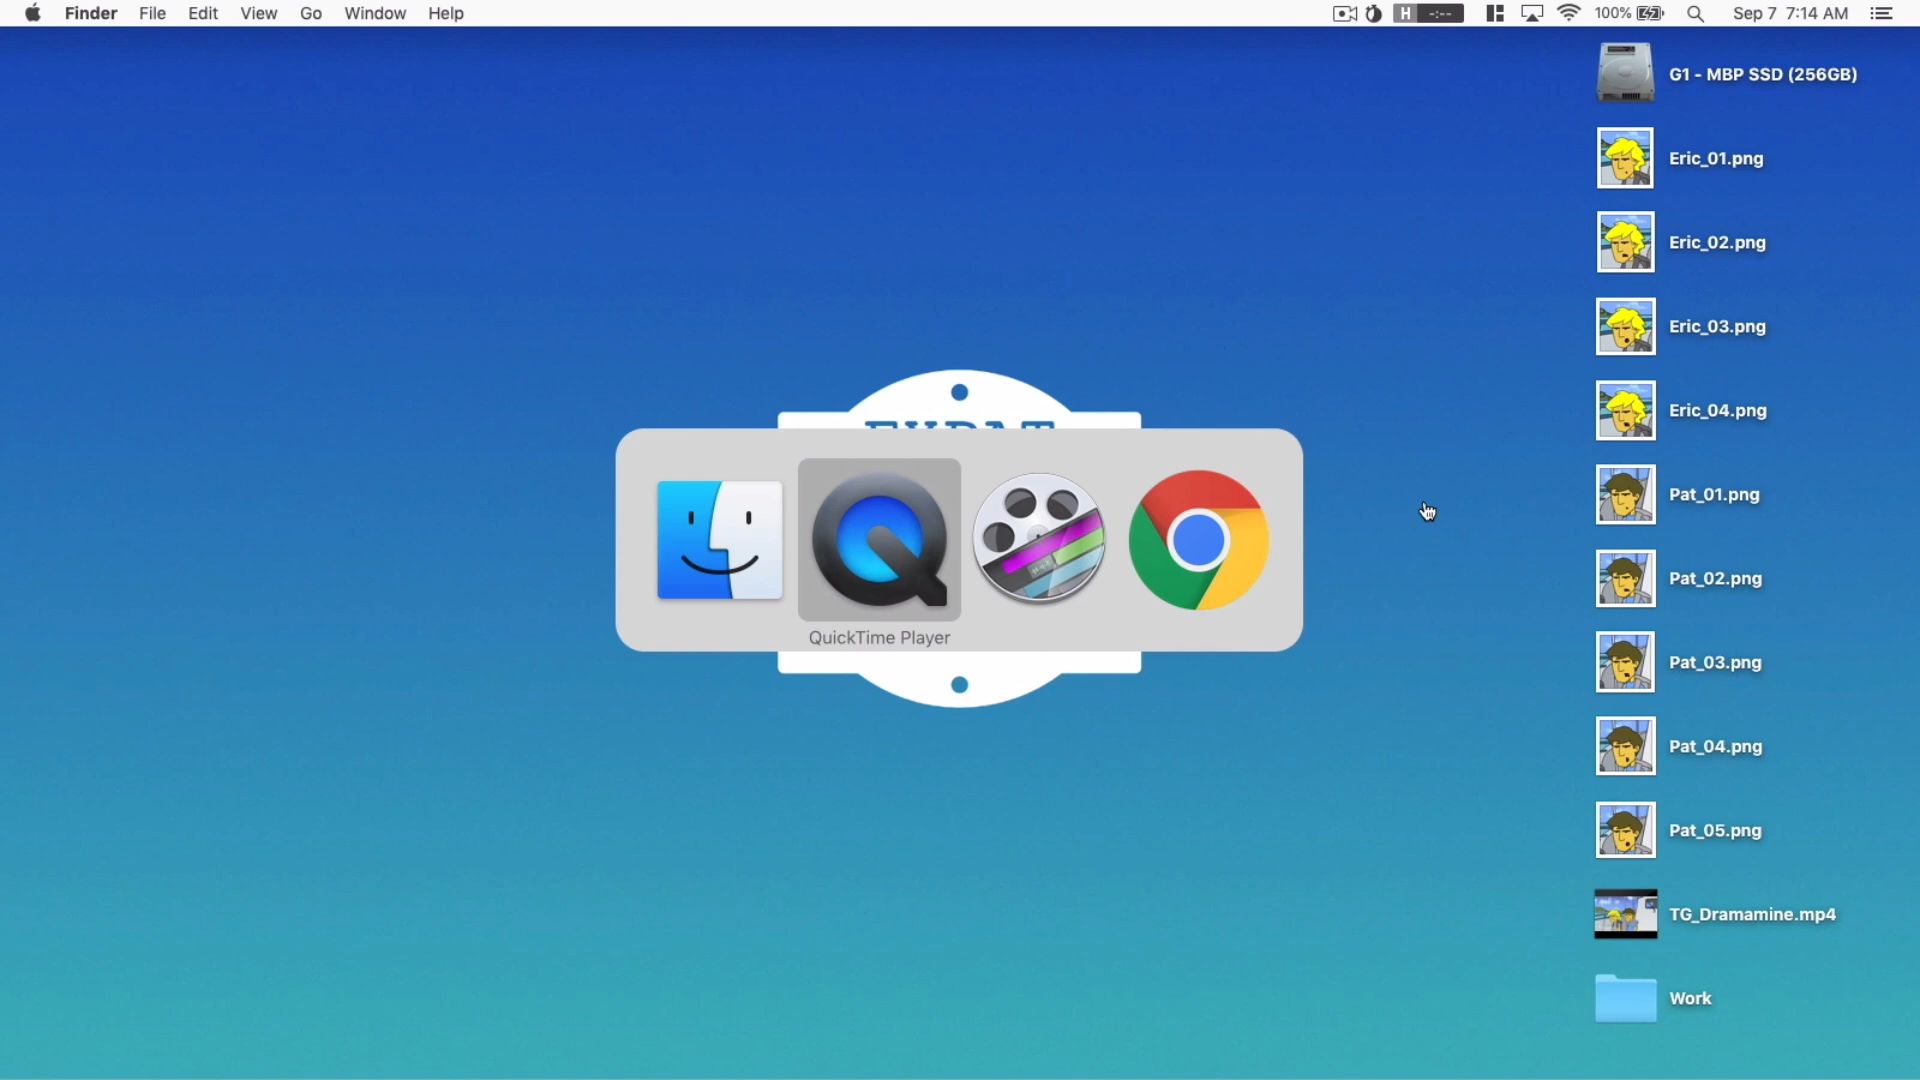 Finder File Edit View Go Window Help
H -:-- 100% Sep 7 7:14 AM
G1 - MBP SSD (256GB)
Eric_01.png
Eric_02.png
Eric_03.png
Eric_04.png
Pat_01.png
QuickTime Player
Pat_02.png
Pat_03.png
Pat_04.png
Pat_05.png
TG_Dramamine.mp4
Work